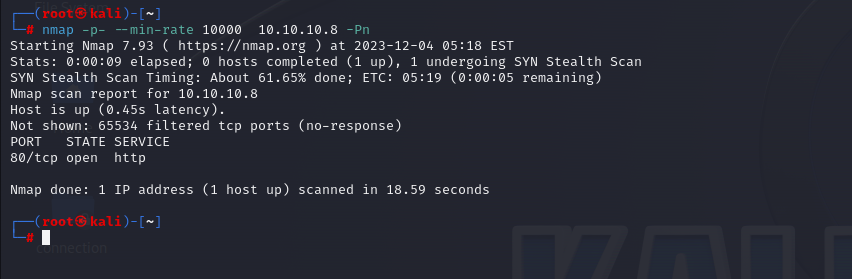 File System
┌──(root㉿kali)-[~]
└─# nmap -p- --min-rate 10000  10.10.10.8 -Pn
Starting Nmap 7.93 ( https://nmap.org ) at 2023-12-04 05:18 EST
Stats: 0:00:09 elapsed; 0 hosts completed (1 up), 1 undergoing SYN Stealth Scan
SYN Stealth Scan Timing: About 61.65% done; ETC: 05:19 (0:00:05 remaining)
Nmap scan report for 10.10.10.8
Host is up (0.45s latency).
Not shown: 65534 filtered tcp ports (no-response)
PORT   STATE SERVICE
80/tcp open  http
Nmap done: 1 IP address (1 host up) scanned in 18.59 seconds
┌──(root㉿kali)-[~]
└─#
connection
KAL